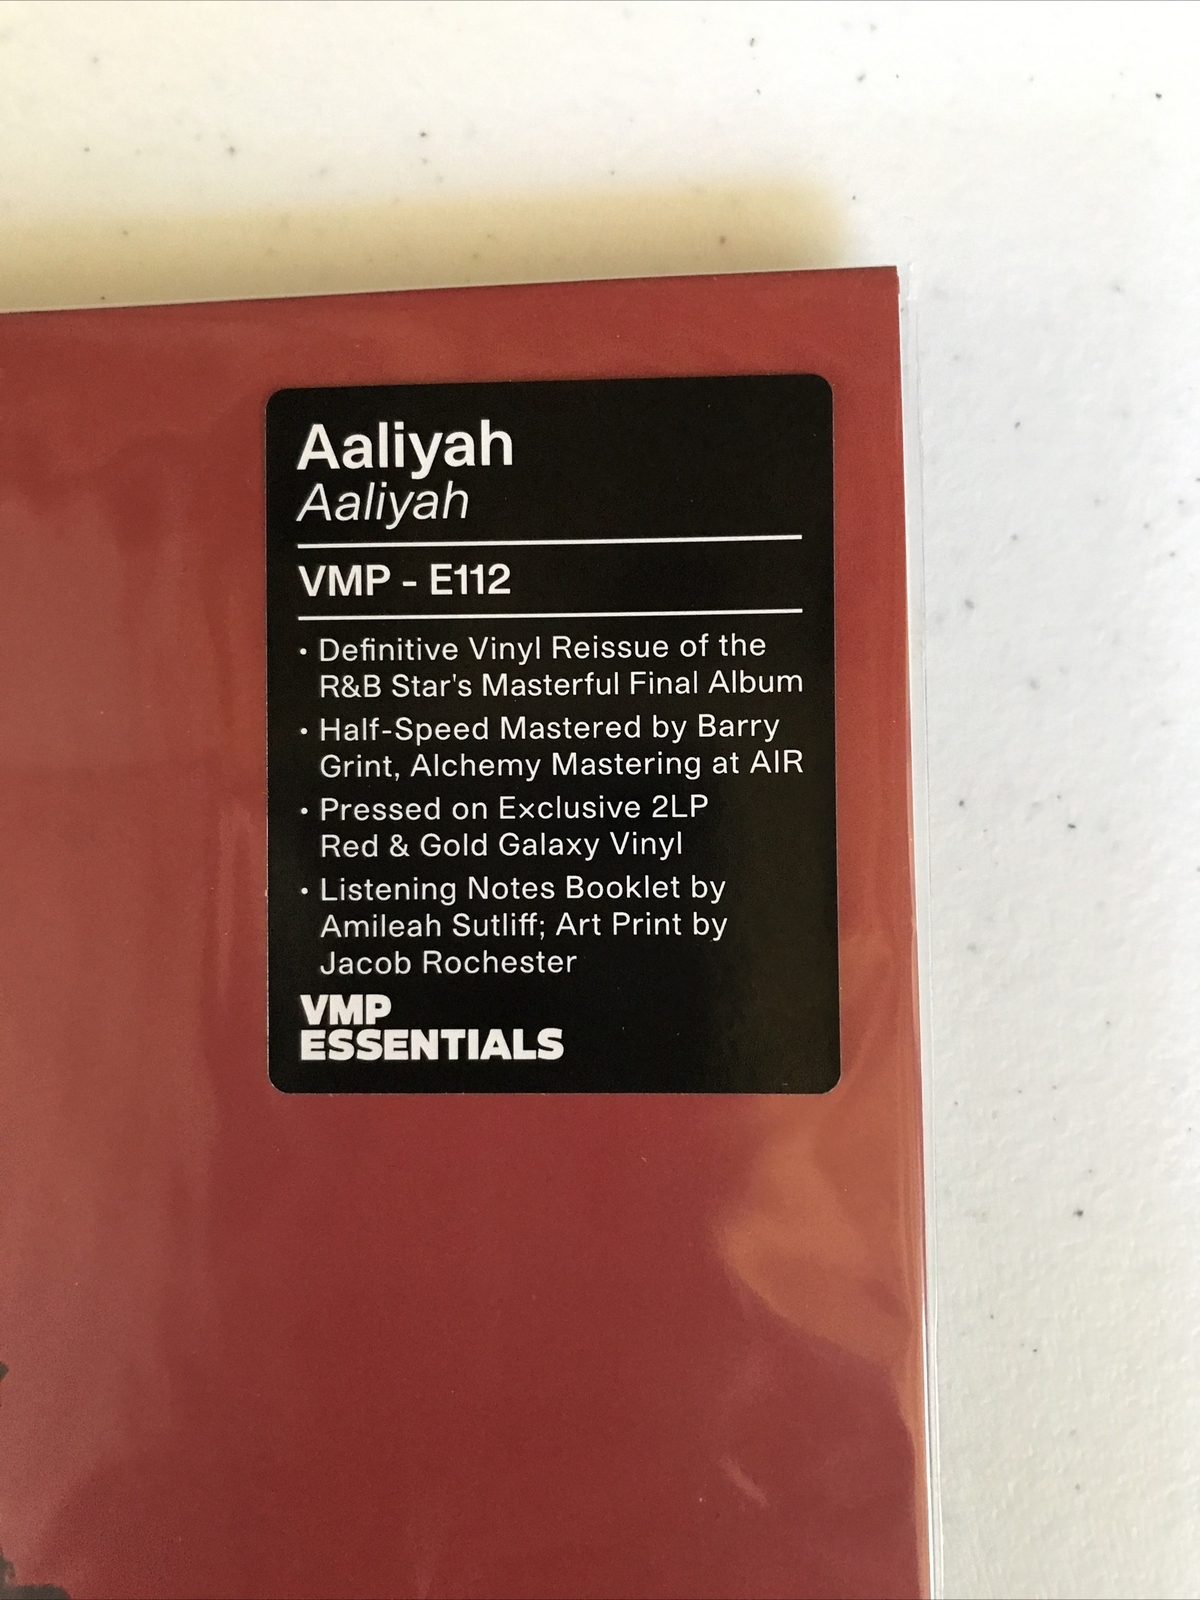 Aaliyah
Aaliyah
VMP - E112
• Definitive Vinyl Reissue of the
R&B Star's Masterful Final Album
• Half-Speed Mastered by Barry
Grint, Alchemy Mastering at AIR
• Pressed on Exclusive 2LP
Red & Gold Galaxy Vinyl
• Listening Notes Booklet by
Amileah Sutliff; Art Print by
Jacob Rochester
VMP
ESSENTIALS